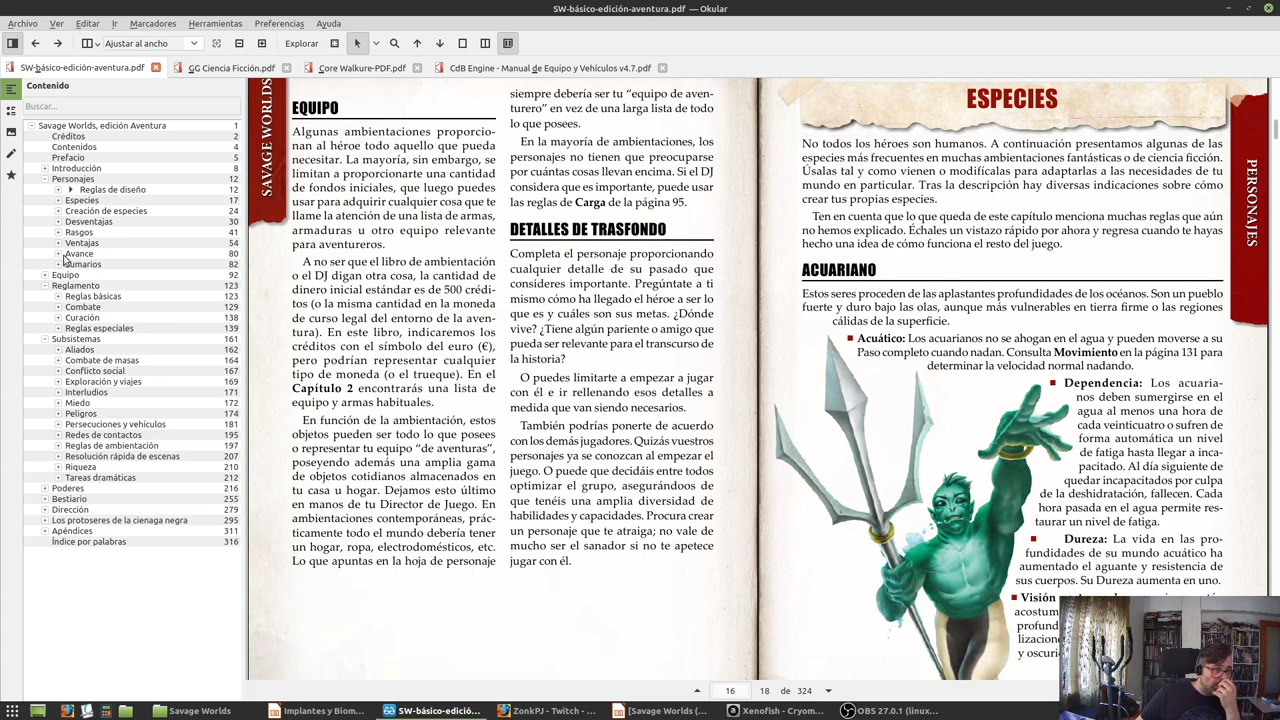 SW-básico-edición-aventura.pdf — Okular
Archivo Ver Editar Ir Marcadores Herramientas Preferencias Ayuda
Ajustar al ancho Explorar
SW-básico-edición-aventura.pdf GG Ciencia Ficción.pdf Core Walkure-PDF.pdf CdB Engine - Manual de Equipo y Vehículos v4.7.pdf
Contenido
Buscar...
Savage Worlds, edición Aventura 1
Créditos 2
Contenidos 4
Prefacio 5
Introducción 8
Personajes 12
Reglas de diseño 12
Especies 17
Creación de especies 24
Desventajas 30
Rasgos 41
Ventajas 54
Avance 80
Sumarios 82
Equipo 92
Reglamento 123
Reglas básicas 123
Combate 129
Curación 138
Reglas especiales 139
Subsistemas 161
Aliados 162
Combate de masas 164
Conflicto social 167
Exploración y viajes 169
Interludios 171
Miedo 172
Peligros 174
Persecuciones y vehículos 181
Redes de contactos 195
Reglas de ambientación 197
Resolución rápida de escenas 207
Riqueza 210
Tareas dramáticas 212
Poderes 216
Bestiario 255
Dirección 279
Los protoseres de la cienaga negra 295
Apéndices 311
Índice por palabras 316
SAVAGE WORLDS
EQUIPO
Algunas ambientaciones proporcio-
nan al héroe todo aquello que pueda
necesitar. La mayoría, sin embargo, se
limitan a proporcionarte una cantidad
de fondos iniciales, que luego puedes
usar para adquirir cualquier cosa que te
llame la atención de una lista de armas,
armaduras u otro equipo relevante
para aventureros.
A no ser que el libro de ambientación
o el DJ digan otra cosa, la cantidad de
dinero inicial estándar es de 500 crédi-
tos (o la misma cantidad en la moneda
de curso legal del entorno de la aven-
tura). En este libro, indicaremos los
créditos con el símbolo del euro (€),
pero podrían representar cualquier
tipo de moneda (o el trueque). En el
Capítulo 2 encontrarás una lista de
equipo y armas habituales.
En función de la ambientación, estos
objetos pueden ser todo lo que posees
o representar tu equipo “de aventuras”,
poseyendo además una amplia gama
de objetos cotidianos almacenados en
tu casa u hogar. Dejamos esto último
en manos de tu Director de Juego. En
ambientaciones contemporáneas, prác-
ticamente todo el mundo debería tener
un hogar, ropa, electrodomésticos, etc.
Lo que apuntas en la hoja de personaje
siempre debería ser tu “equipo de aven-
turero” en vez de una larga lista de todo
lo que posees.
En la mayoría de ambientaciones, los
personajes no tienen que preocuparse
por cuántas cosas llevan encima. Si el DJ
considera que es importante, puede usar
las reglas de Carga de la página 95.
DETALLES DE TRASFONDO
Completa el personaje proporcionando
cualquier detalle de su pasado que
consideres importante. Pregúntate a ti
mismo cómo ha llegado el héroe a ser lo
que es y cuáles son sus metas. ¿Dónde
vive? ¿Tiene algún pariente o amigo que
pueda ser relevante para el transcurso de
la historia?
O puedes limitarte a empezar a jugar
con él e ir rellenando esos detalles a
medida que van siendo necesarios.
También podrías ponerte de acuerdo
con los demás jugadores. Quizás vuestros
personajes ya se conozcan al empezar el
juego. O puede que decidáis entre todos
optimizar el grupo, asegurándoos de
que tenéis una amplia diversidad de
habilidades y capacidades. Procura crear
un personaje que te atraiga; no vale de
mucho ser el sanador si no te apetece
jugar con él.
ESPECIES
No todos los héroes son humanos. A continuación presentamos algunas de las
especies más frecuentes en muchas ambientaciones fantásticas o de ciencia ficción.
Úsalas tal y como vienen o modifícalas para adaptarlas a las necesidades de tu
mundo en particular. Tras la descripción hay diversas indicaciones sobre cómo
crear tus propias especies.
Ten en cuenta que lo que queda de este capítulo menciona muchas reglas que aún
no hemos explicado. Échales un vistazo rápido por ahora y regresa cuando te hayas
hecho una idea de cómo funciona el resto del juego.
ACUARIANO
Estos seres proceden de las aplastantes profundidades de los océanos. Son un pueblo
fuerte y duro bajo las olas, aunque más vulnerables en tierra firme o las regiones
cálidas de la superficie.
Acuático: Los acuarianos no se ahogan en el agua y pueden moverse a su
Paso completo cuando nadan. Consulta Movimiento en la página 131 para
determinar la velocidad normal nadando.
Dependencia: Los acuaria-
nos deben sumergirse en el
agua al menos una hora de
cada veinticuatro o sufren de
forma automática un nivel
de fatiga hasta llegar a inca-
pacitado. Al día siguiente de
quedar incapacitados por culpa
de la deshidratación, fallecen. Cada
hora pasada en el agua permite res-
taurar un nivel de fatiga.
Dureza: La vida en las pro-
fundidades de su mundo acuático ha
aumentado el aguante y resistencia de
sus cuerpos. Su Dureza aumenta en uno.
Visión
acostum
profund
lizacion
y oscuri
PERSONAJES
16 18 de 324
Savage Worlds Implantes y Biom... SW-básico-edició... ZonkPJ - Twitch - ... [Savage Worlds (... Xenofish - Cryom... OBS 27.0.1 (linux...